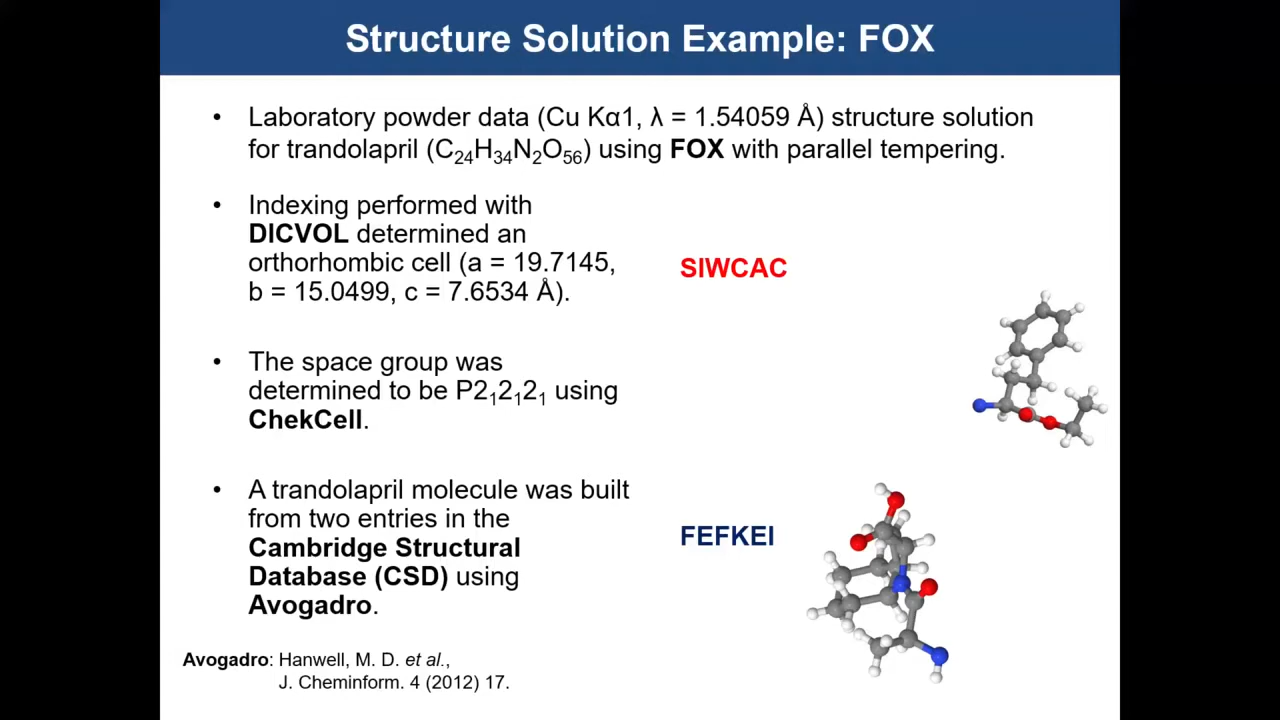 Structure Solution Example: FOX
• Laboratory powder data (Cu Kα1, λ = 1.54059 Å) structure solution
for trandolapril (C₂₄H₃₄N₂O₅₆) using FOX with parallel tempering.
• Indexing performed with
DICVOL determined an
orthorhombic cell (a = 19.7145,
b = 15.0499, c = 7.6534 Å).
SIWCAC
• The space group was
determined to be P2₁2₁2₁ using
ChekCell.
• A trandolapril molecule was built
from two entries in the
Cambridge Structural
Database (CSD) using
Avogadro.
FEFKEI
Avogadro: Hanwell, M. D. et al.,
J. Cheminform. 4 (2012) 17.